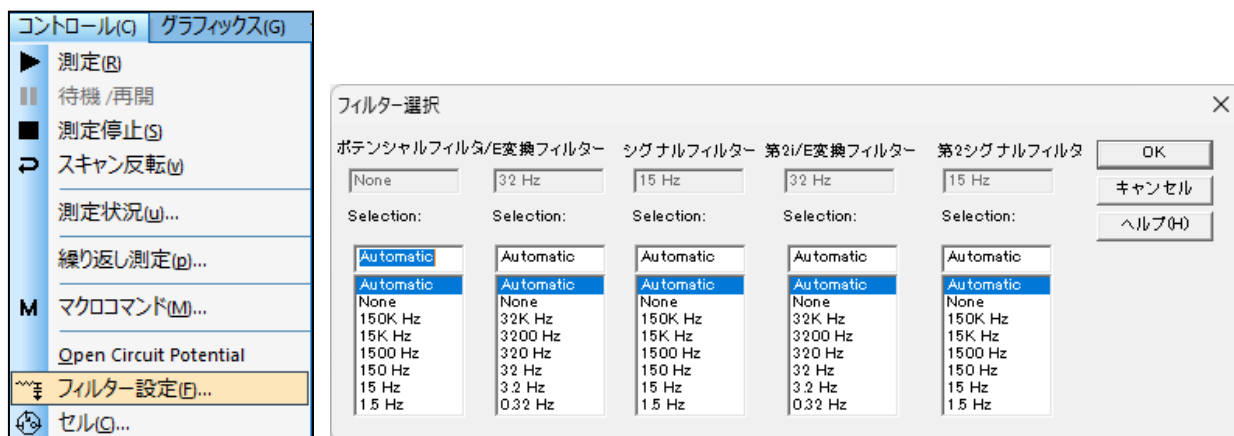 コントロール(C) グラフィックス(G)
測定(R)
待機 /再開
測定停止(S)
スキャン反転(v)
測定状況(u)...
繰り返し測定(p)...
M マクロコマンド(M)...
Open Circuit Potential
フィルター設定(F)...
セル(C)...
フィルター選択
ポテンシャルフィルタ/E変換フィルター シグナルフィルター 第2i/E変換フィルター 第2シグナルフィルタ
None 32 Hz 15 Hz 32 Hz 15 Hz
Selection: Selection: Selection: Selection: Selection:
Automatic Automatic Automatic Automatic Automatic
Automatic Automatic Automatic Automatic Automatic
None None None None None
150K Hz 32K Hz 150K Hz 32K Hz 150K Hz
15K Hz 3200 Hz 15K Hz 3200 Hz 15K Hz
1500 Hz 320 Hz 1500 Hz 320 Hz 1500 Hz
150 Hz 32 Hz 150 Hz 32 Hz 150 Hz
15 Hz 3.2 Hz 15 Hz 3.2 Hz 15 Hz
1.5 Hz 0.32 Hz 1.5 Hz 0.32 Hz 1.5 Hz
OK
キャンセル
ヘルプ(H)